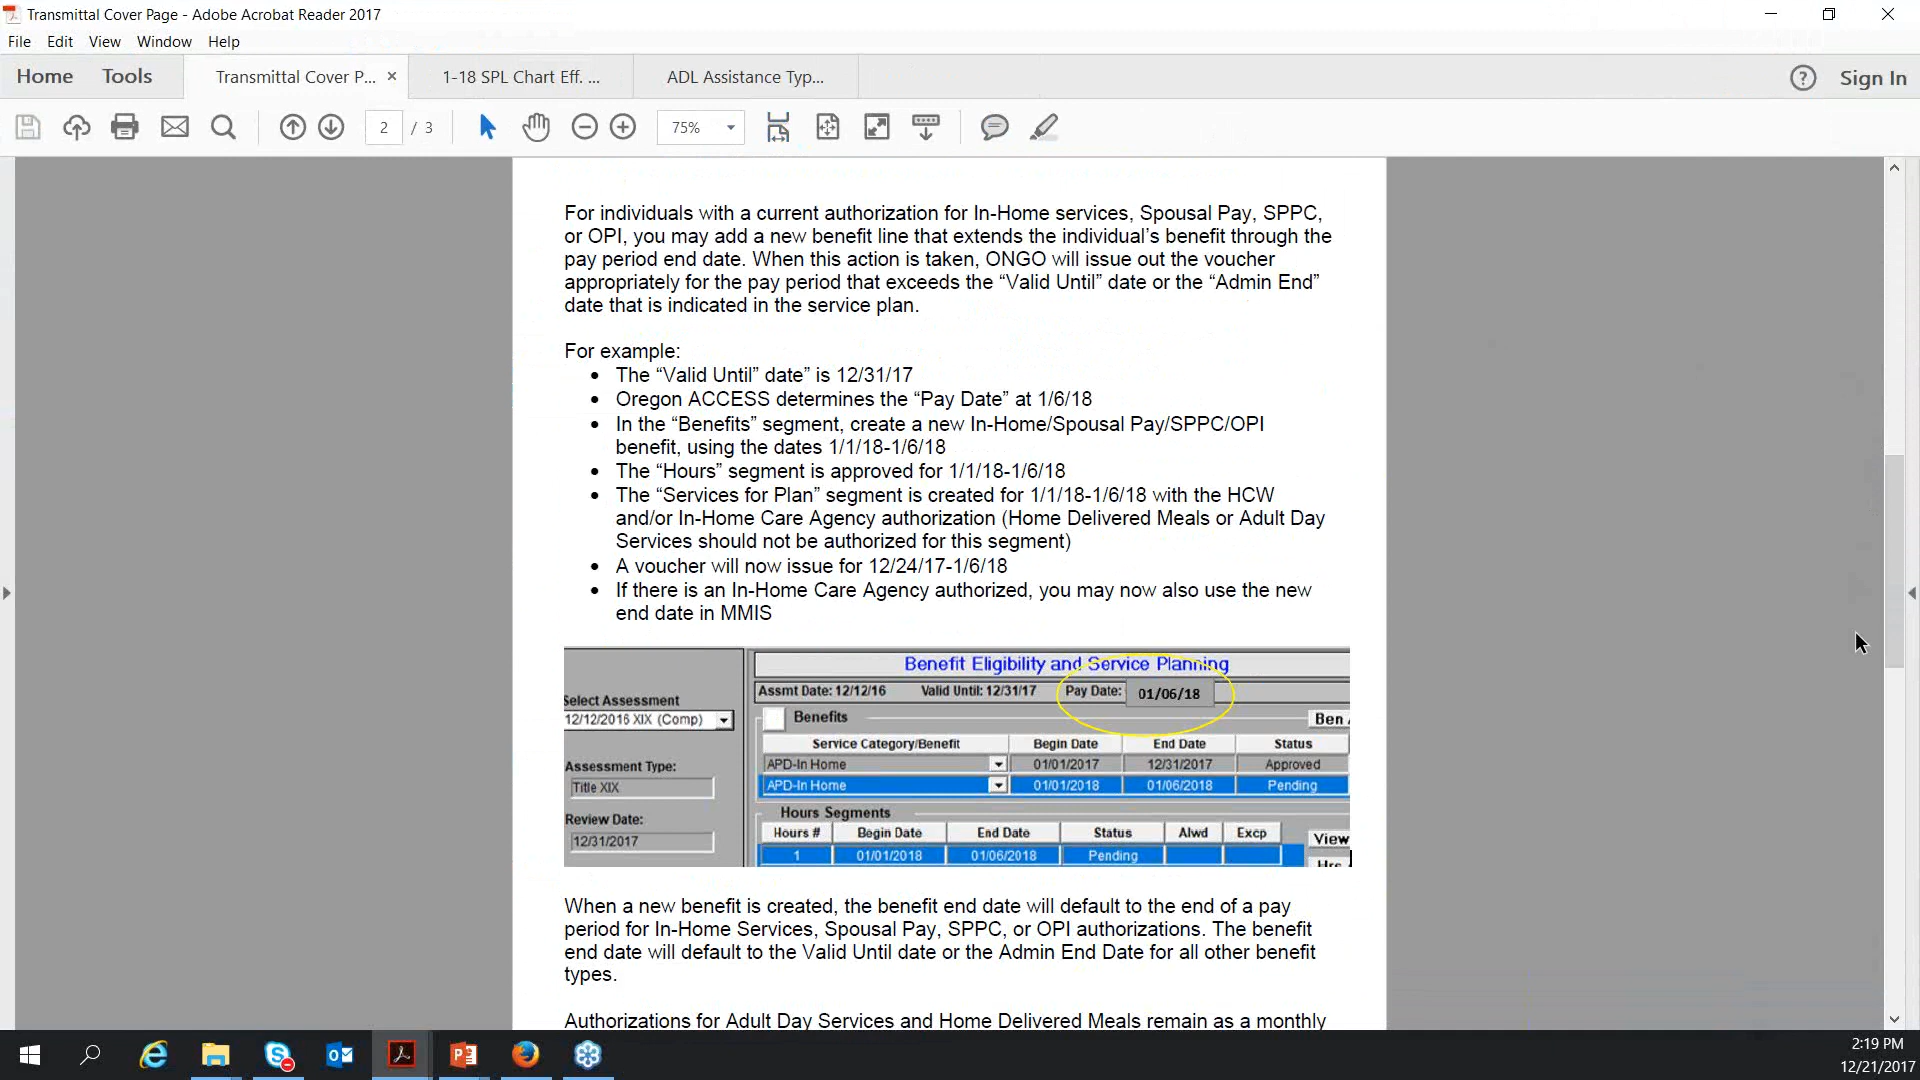 Transmittal Cover Page - Adobe Acrobat Reader 2017
File Edit View Window Help
Home Tools Transmittal Cover P... × 1-18 SPL Chart Eff. ... ADL Assistance Typ... ? Sign In
2 / 3 75%
For individuals with a current authorization for In-Home services, Spousal Pay, SPPC,
or OPI, you may add a new benefit line that extends the individual’s benefit through the
pay period end date. When this action is taken, ONGO will issue out the voucher
appropriately for the pay period that exceeds the “Valid Until” date or the “Admin End”
date that is indicated in the service plan.
For example:
• The “Valid Until” date” is 12/31/17
• Oregon ACCESS determines the “Pay Date” at 1/6/18
• In the “Benefits” segment, create a new In-Home/Spousal Pay/SPPC/OPI
benefit, using the dates 1/1/18-1/6/18
• The “Hours” segment is approved for 1/1/18-1/6/18
• The “Services for Plan” segment is created for 1/1/18-1/6/18 with the HCW
and/or In-Home Care Agency authorization (Home Delivered Meals or Adult Day
Services should not be authorized for this segment)
• A voucher will now issue for 12/24/17-1/6/18
• If there is an In-Home Care Agency authorized, you may now also use the new
end date in MMIS
Benefit Eligibility and Service Planning
Assmt Date: 12/12/16 Valid Until: 12/31/17 Pay Date: 01/06/18
Select Assessment
12/12/2016 XIX (Comp)
Benefits Ben
Service Category/Benefit Begin Date End Date Status
APD-In Home 01/01/2017 12/31/2017 Approved
Assessment Type:
Title XIX
APD-In Home 01/01/2018 01/06/2018 Pending
Hours Segments
Review Date:
12/31/2017
Hours # Begin Date End Date Status Alwd Excp View
1 01/01/2018 01/06/2018 Pending
When a new benefit is created, the benefit end date will default to the end of a pay
period for In-Home Services, Spousal Pay, SPPC, or OPI authorizations. The benefit
end date will default to the Valid Until date or the Admin End Date for all other benefit
types.
Authorizations for Adult Day Services and Home Delivered Meals remain as a monthly
2:19 PM
12/21/2017